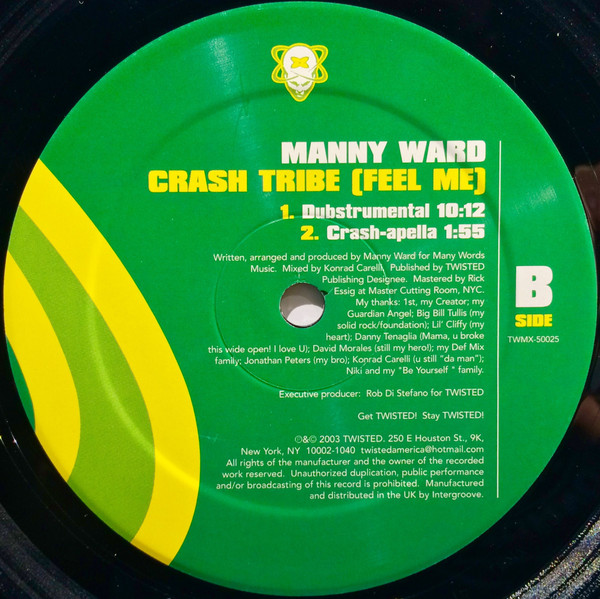 MANNY WARD
CRASH TRIBE (FEEL ME)
1. Dubstrumental 10:12
2. Crash-apella 1:55
Written, arranged and produced by Manny Ward for Many Words
Music. Mixed by Konrad Carelli. Published by TWISTED
Publishing Designee. Mastered by Rick
Essig at Master Cutting Room, NYC.
My thanks: 1st, my Creator; my
Guardian Angel; Big Bill Tullis (my
solid rock/foundation); Lil' Cliffy (my
heart); Danny Tenaglia (Mama, u broke
this wide open! I love U); David Morales (still my hero!); my Def Mix
family; Jonathan Peters (my bro); Konrad Carelli (u still "da man");
Niki and my "Be Yourself " family.
Executive producer: Rob Di Stefano for TWISTED
Get TWISTED! Stay TWISTED!
℗&© 2003 TWISTED. 250 E Houston St., 9K,
New York, NY 10002-1040 twistedamerica@hotmail.com
All rights of the manufacturer and the owner of the recorded
work reserved. Unauthorized duplication, public performance
and/or broadcasting of this record is prohibited. Manufactured
and distributed in the UK by Intergroove.
B
SIDE
TWMX-50025